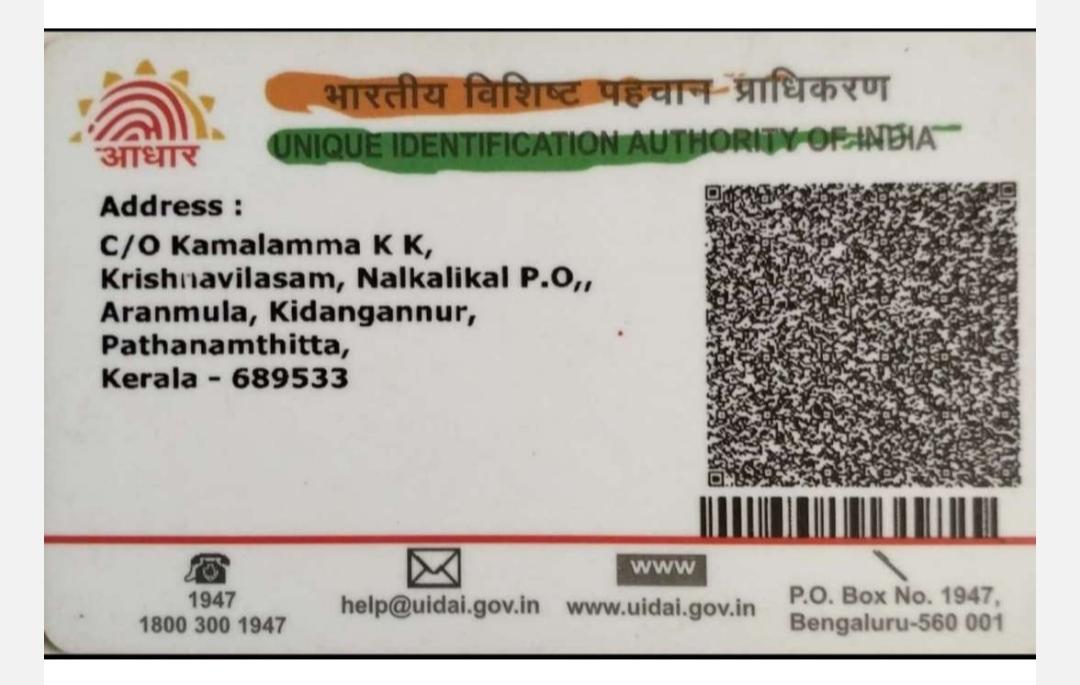 भारतीय विशिष्ट पहचान प्राधिकरण
UNIQUE IDENTIFICATION AUTHORITY OF INDIA
आधार
Address :
C/O Kamalamma K K,
Krishnavilasam, Nalkalikal P.O,,
Aranmula, Kidangannur,
Pathanamthitta,
Kerala - 689533
1947
1800 300 1947
help@uidai.gov.in
www
www.uidai.gov.in
P.O. Box No. 1947,
Bengaluru-560 001